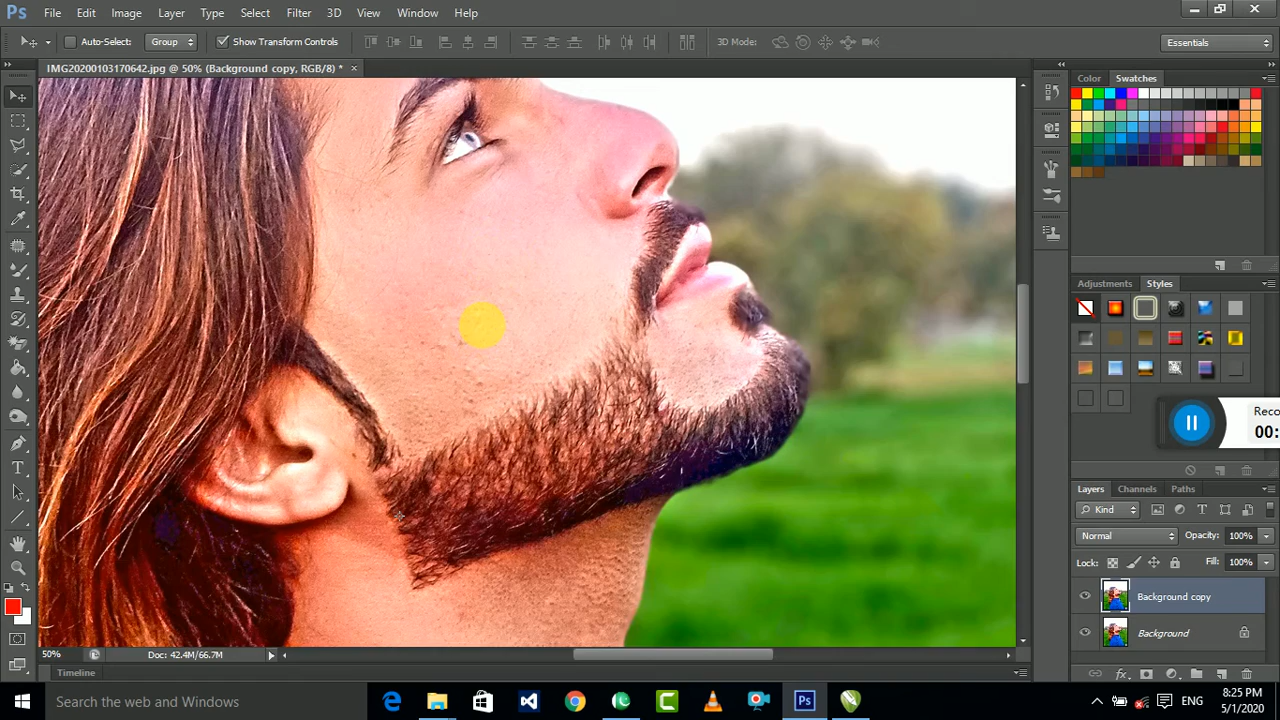 Ps File Edit Image Layer Type Select Filter 3D View Window Help
Auto-Select: Group Show Transform Controls 3D Mode: Essentials
IMG20200103170642.jpg @ 50% (Background copy, RGB/8) *
Color Swatches
Adjustments Styles
Reco
00:
Layers Channels Paths
Kind
Normal Opacity: 100%
Lock: Fill: 100%
Background copy
Background
50% Doc: 42.4M/66.7M
Timeline
Search the web and Windows
Ps
ENG
8:25 PM
5/1/2020